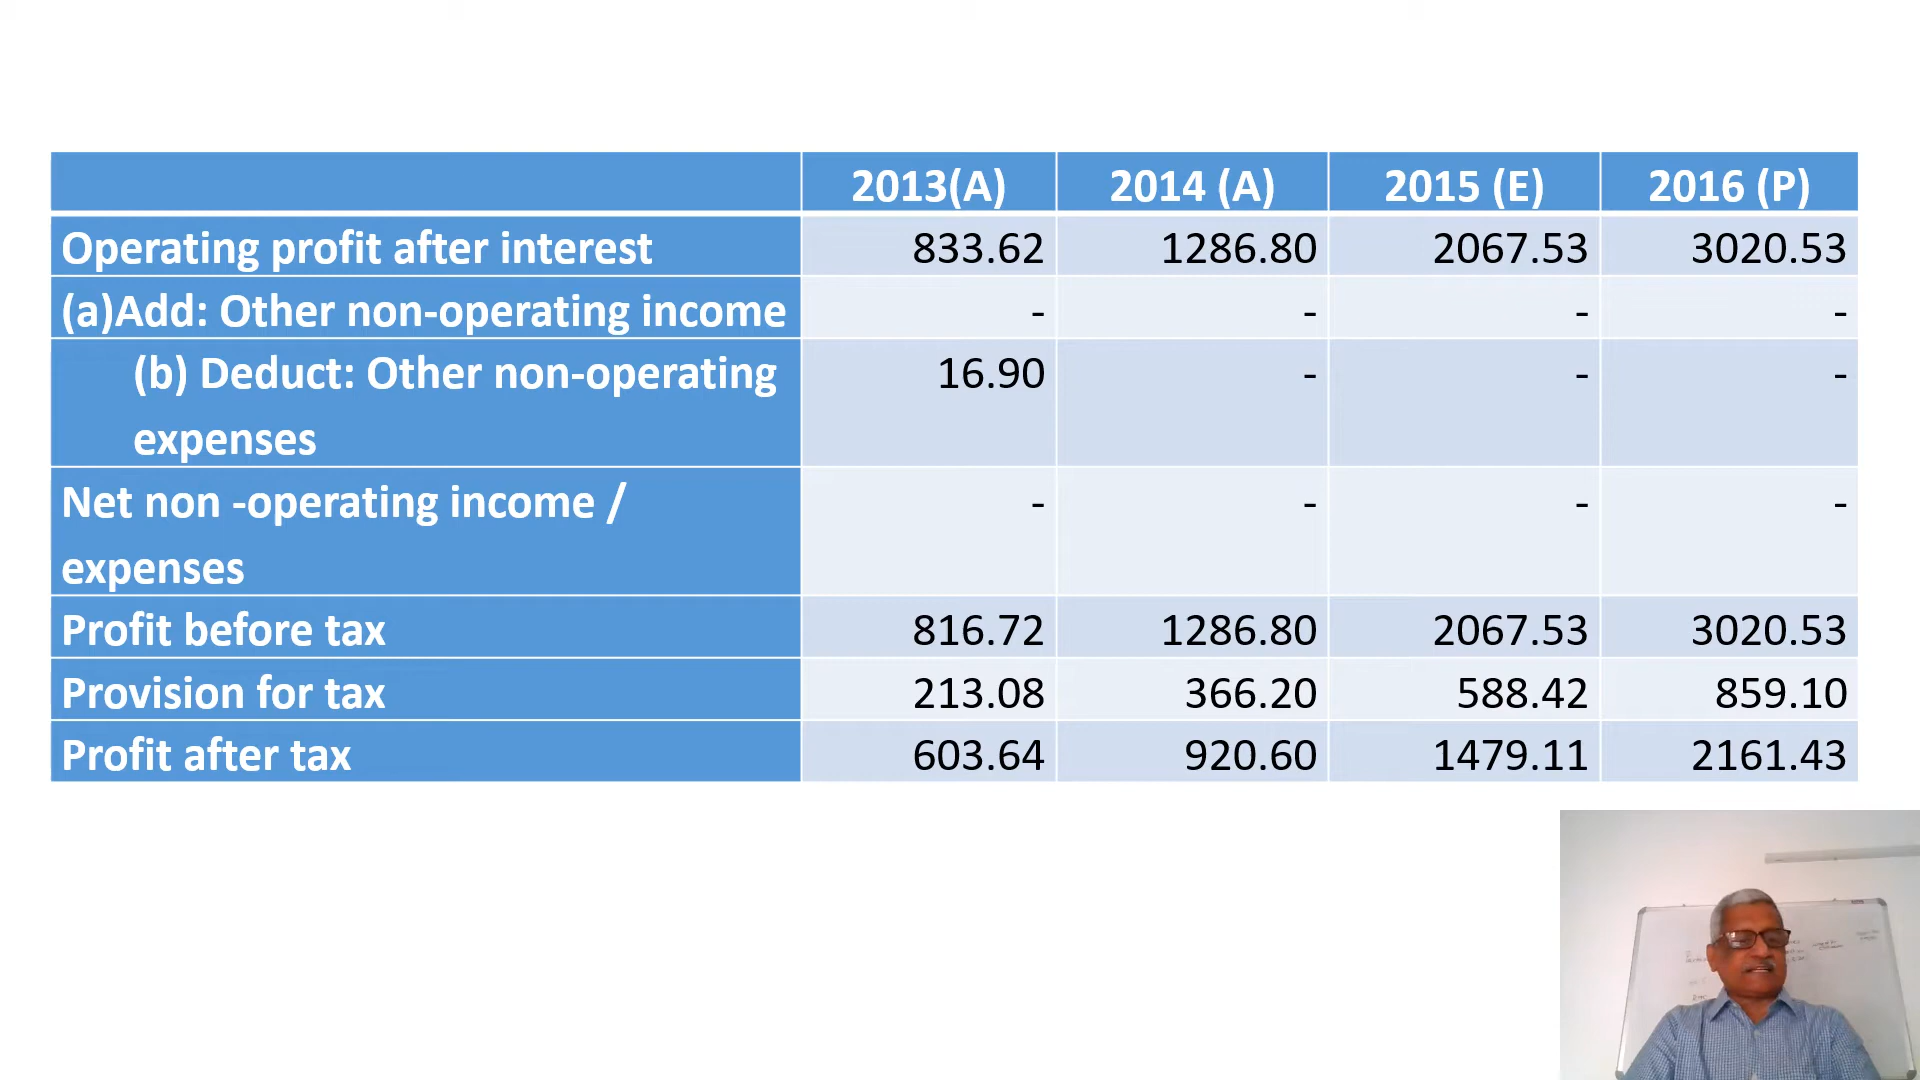 2013(A) 2014 (A) 2015 (E) 2016 (P)
Operating profit after interest 833.62 1286.80 2067.53 3020.53
(a)Add: Other non-operating income - - - -
(b) Deduct: Other non-operating 16.90 - - -
expenses
Net non -operating income / - - - -
expenses
Profit before tax 816.72 1286.80 2067.53 3020.53
Provision for tax 213.08 366.20 588.42 859.10
Profit after tax 603.64 920.60 1479.11 2161.43